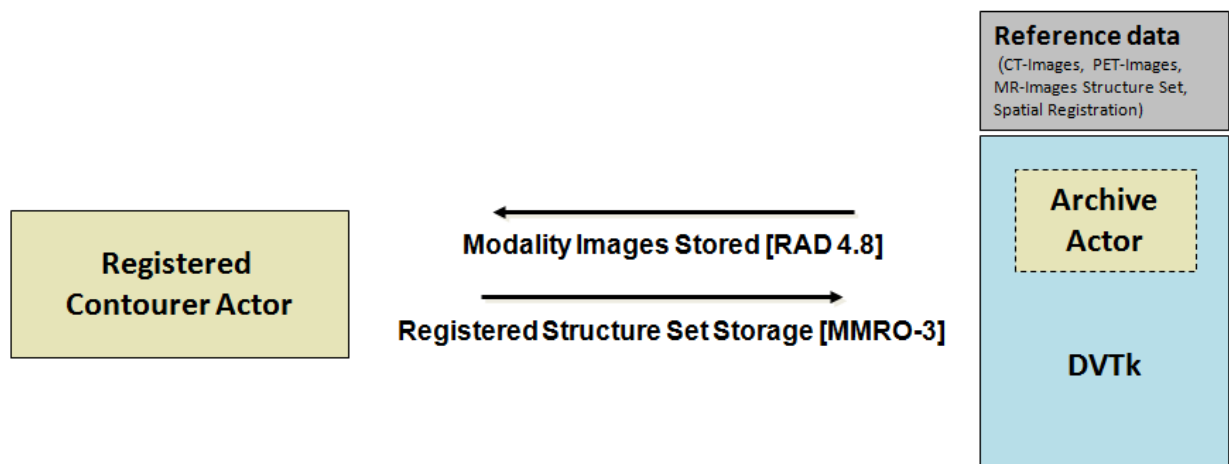 Reference data
(CT-Images, PET-Images,
MR-Images Structure Set,
Spatial Registration)
Archive
Actor
Modality Images Stored [RAD 4.8]
Registered
Contourer Actor
Registered Structure Set Storage [MMRO-3]
DVTk